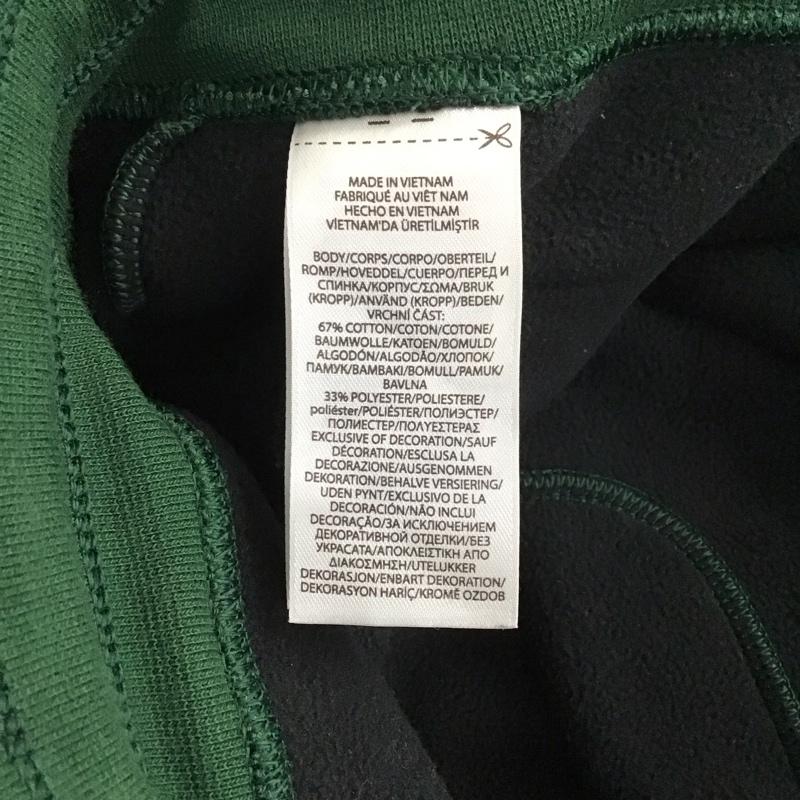 MADE IN VIETNAM
FABRIQUÉ AU VIÊT NAM
HECHO EN VIETNAM
VİETNAM'DA ÜRETİLMİŞTİR
BODY/CORPS/CORPO/OBERTEIL/
ROMP/HOVEDDEL/CUERPO/ПЕРЕД И
СПИНКА/КОРПУС/ΣΩΜΑ/BRUK
(KROPP)/ANVÄND (KROPP)/BEDEN/
VRCHNÍ ČÁST:
67% COTTON/COTON/COTONE/
BAUMWOLLE/KATOEN/BOMULD/
ALGODÓN/ALGODÃO/ХЛОПОК/
ПАМУК/ΒΑΜΒΑΚΙ/BOMULL/PAMUK/
BAVLNA
33% POLYESTER/POLIESTERE/
poliéster/POLIÉSTER/ПОЛИЭСТЕР/
ПОЛИЕСТЕР/ΠΟΛΥΕΣΤΕΡΑΣ
EXCLUSIVE OF DECORATION/SAUF
DÉCORATION/ESCLUSA LA
DECORAZIONE/AUSGENOMMEN
DEKORATION/BEHALVE VERSIERING/
UDEN PYNT/EXCLUSIVO DE LA
DECORACIÓN/NÃO INCLUI
DECORAÇÃO/ЗА ИСКЛЮЧЕНИЕМ
ДЕКОРАТИВНОЙ ОТДЕЛКИ/БЕЗ
УКРАСАТА/ΑΠΟΚΛΕΙΣΤΙΚΗ ΑΠΟ
ΔΙΑΚΟΣΜΗΣΗ/UTELUKKER
DEKORASJON/ENBART DEKORATION/
DEKORASYON HARİÇ/KROMĚ OZDOB